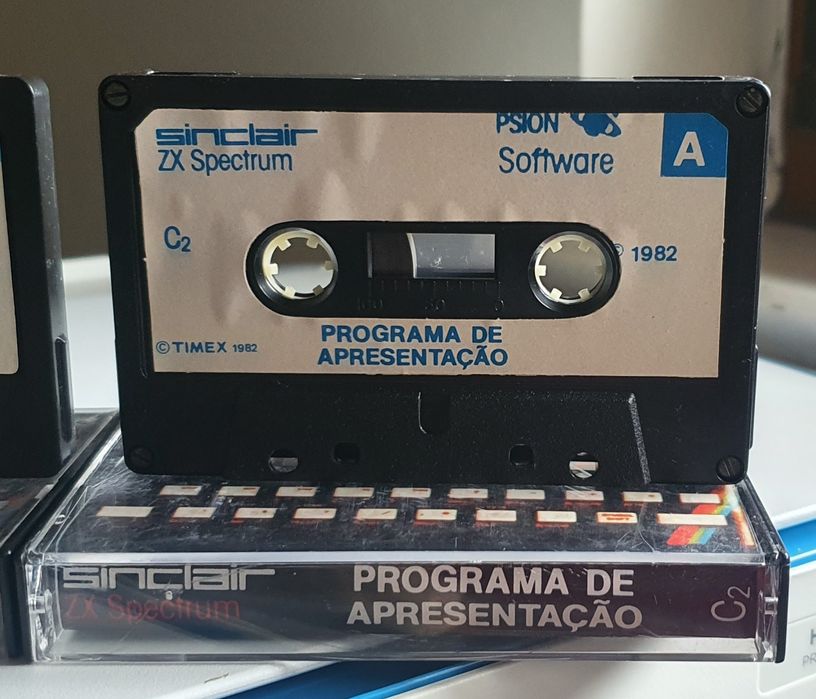 sinclair
ZX Spectrum
PSION
Software
A
C2
© 1982
100 50 0
© TIMEX 1982
PROGRAMA DE
APRESENTAÇÃO
sinclair
ZX Spectrum
PROGRAMA DE
APRESENTAÇÃO
C2